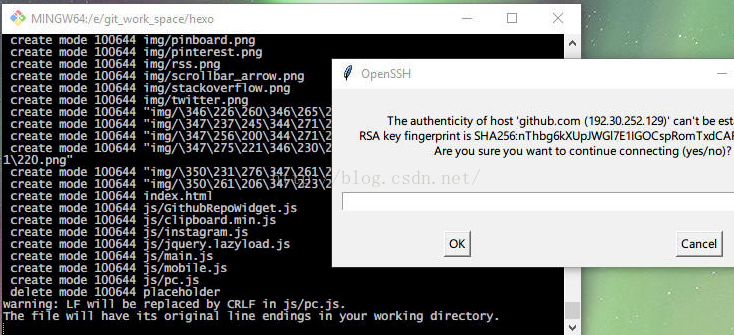 MINGW64:/e/git_work_space/hexo
create mode 100644 img/pinboard.png
create mode 100644 img/pinterest.png
create mode 100644 img/rss.png
create mode 100644 img/scrollbar_arrow.png
create mode 100644 img/stackoverflow.png
create mode 100644 img/twitter.png
create mode 100644 "img/\346\226\260\346\265\2
create mode 100644 "img/\347\237\245\344\271\2
create mode 100644 "img/\347\256\200\344\271\2
create mode 100644 "img/\347\275\221\346\230\2
1\220.png"
create mode 100644 "img/\350\231\276\347\261\2
create mode 100644 "img/\350\261\206\347\223\2
create mode 100644 index.html
create mode 100644 js/GithubRepoWidget.js
create mode 100644 js/clipboard.min.js
create mode 100644 js/instagram.js
create mode 100644 js/jquery.lazyload.js
create mode 100644 js/main.js
create mode 100644 js/mobile.js
create mode 100644 js/pc.js
delete mode 100644 placeholder
warning: LF will be replaced by CRLF in js/pc.js.
The file will have its original line endings in your working directory.
OpenSSH
The authenticity of host 'github.com (192.30.252.129)' can't be esta
RSA key fingerprint is SHA256:nThbg6kXUpJWGl7E1IGOCspRomTxdCAR
Are you sure you want to continue connecting (yes/no)?
OK
Cancel
blog.csdn.net/